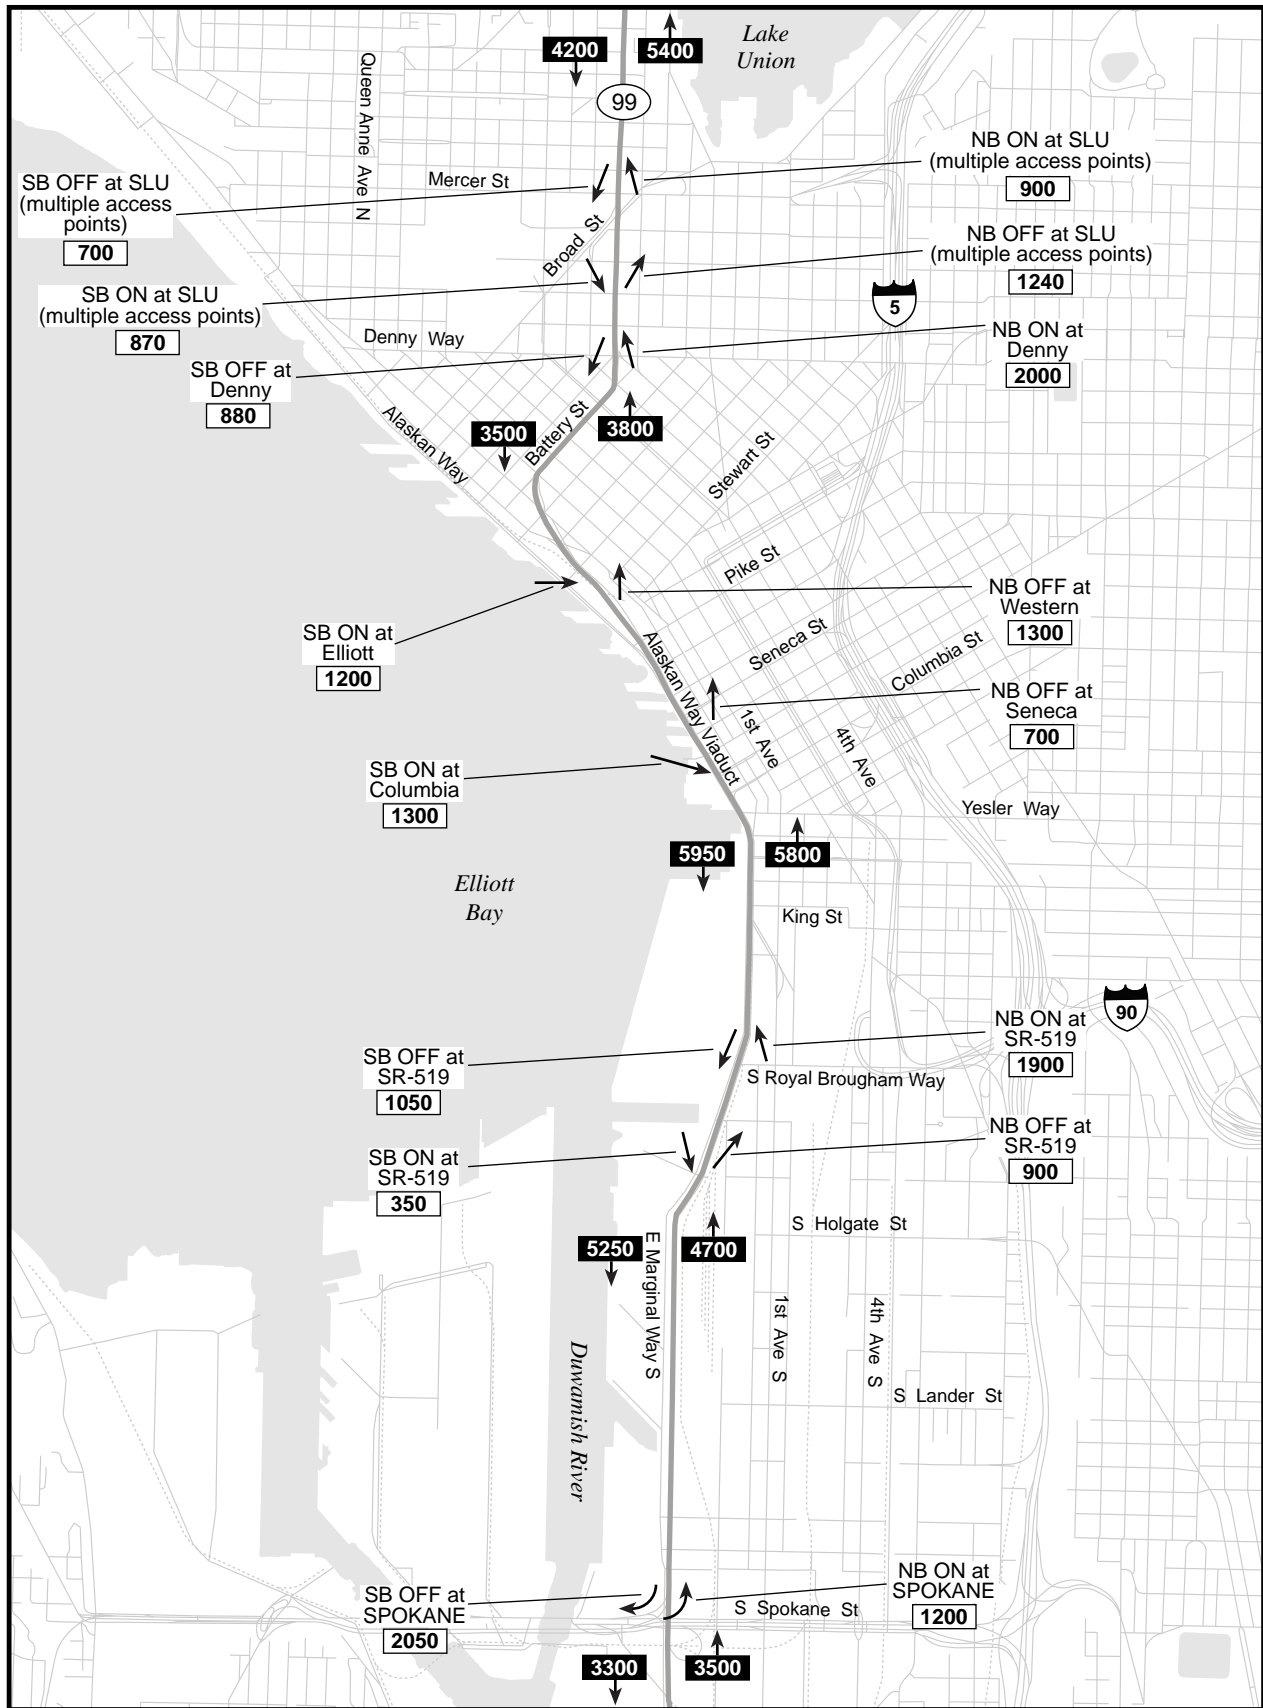 Lake
Union
4200
5400
99
Queen Anne Ave N
Mercer St
NB ON at SLU
(multiple access points)
900
SB OFF at SLU
(multiple access
points)
700
Broad St
NB OFF at SLU
(multiple access points)
1240
5
SB ON at SLU
(multiple access points)
870
Denny Way
NB ON at
Denny
2000
SB OFF at
Denny
880
Alaskan Way
3500
Battery St
3800
Stewart St
Pike St
NB OFF at
Western
1300
SB ON at
Elliott
1200
Alaskan Way Viaduct
Seneca St
Columbia St
NB OFF at
Seneca
700
1st Ave
4th Ave
SB ON at
Columbia
1300
Yesler Way
5950
5800
Elliott
Bay
King St
90
NB ON at
SR-519
1900
SB OFF at
SR-519
1050
S Royal Brougham Way
NB OFF at
SR-519
900
SB ON at
SR-519
350
S Holgate St
5250
4700
E Marginal Way S
1st Ave S
4th Ave S
Duwamish River
S Lander St
NB ON at
SPOKANE
1200
SB OFF at
SPOKANE
2050
S Spokane St
3300
3500